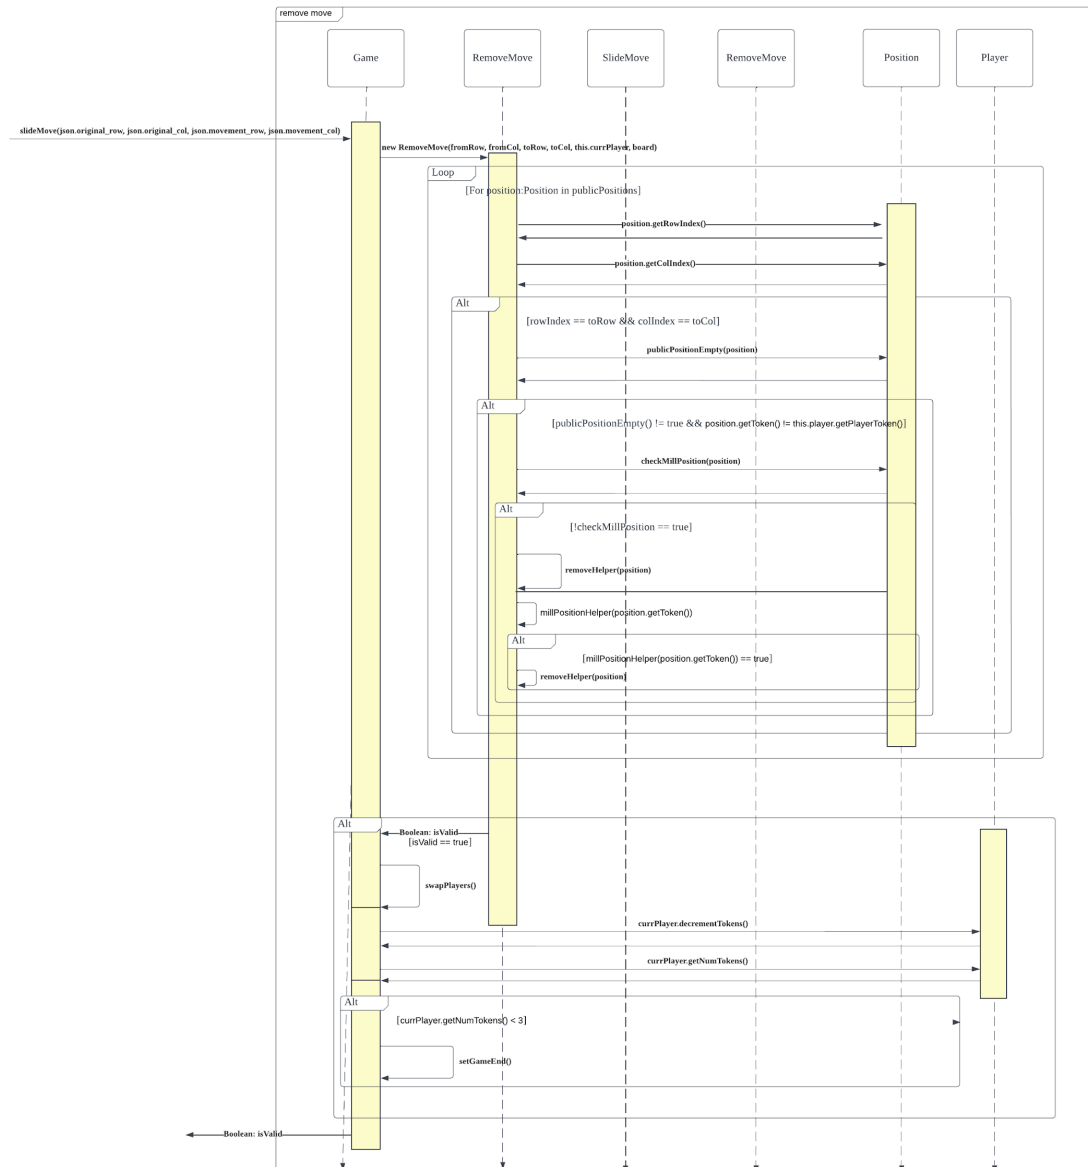 remove move
Game
RemoveMove
SlideMove
RemoveMove
Position
Player
slideMove(json.original_row, json.original_col, json.movement_row, json.movement_col)
new RemoveMove(fromRow, fromCol, toRow, toCol, this.currPlayer, board)
Loop
[For position:Position in publicPositions]
position.getRowIndex()
position.getColIndex()
Alt
[rowIndex == toRow && colIndex == toCol]
publicPositionEmpty(position)
Alt
[publicPositionEmpty() != true && position.getToken() != this.player.getPlayerToken()]
checkMillPosition(position)
Alt
[!checkMillPosition == true]
removeHelper(position)
millPositionHelper(position.getToken())
Alt
[millPositionHelper(position.getToken()) == true]
removeHelper(position)
Alt
Boolean: isValid
[isValid == true]
swapPlayers()
currPlayer.decrementTokens()
currPlayer.getNumTokens()
Alt
[currPlayer.getNumTokens() < 3]
setGameEnd()
Boolean: isValid